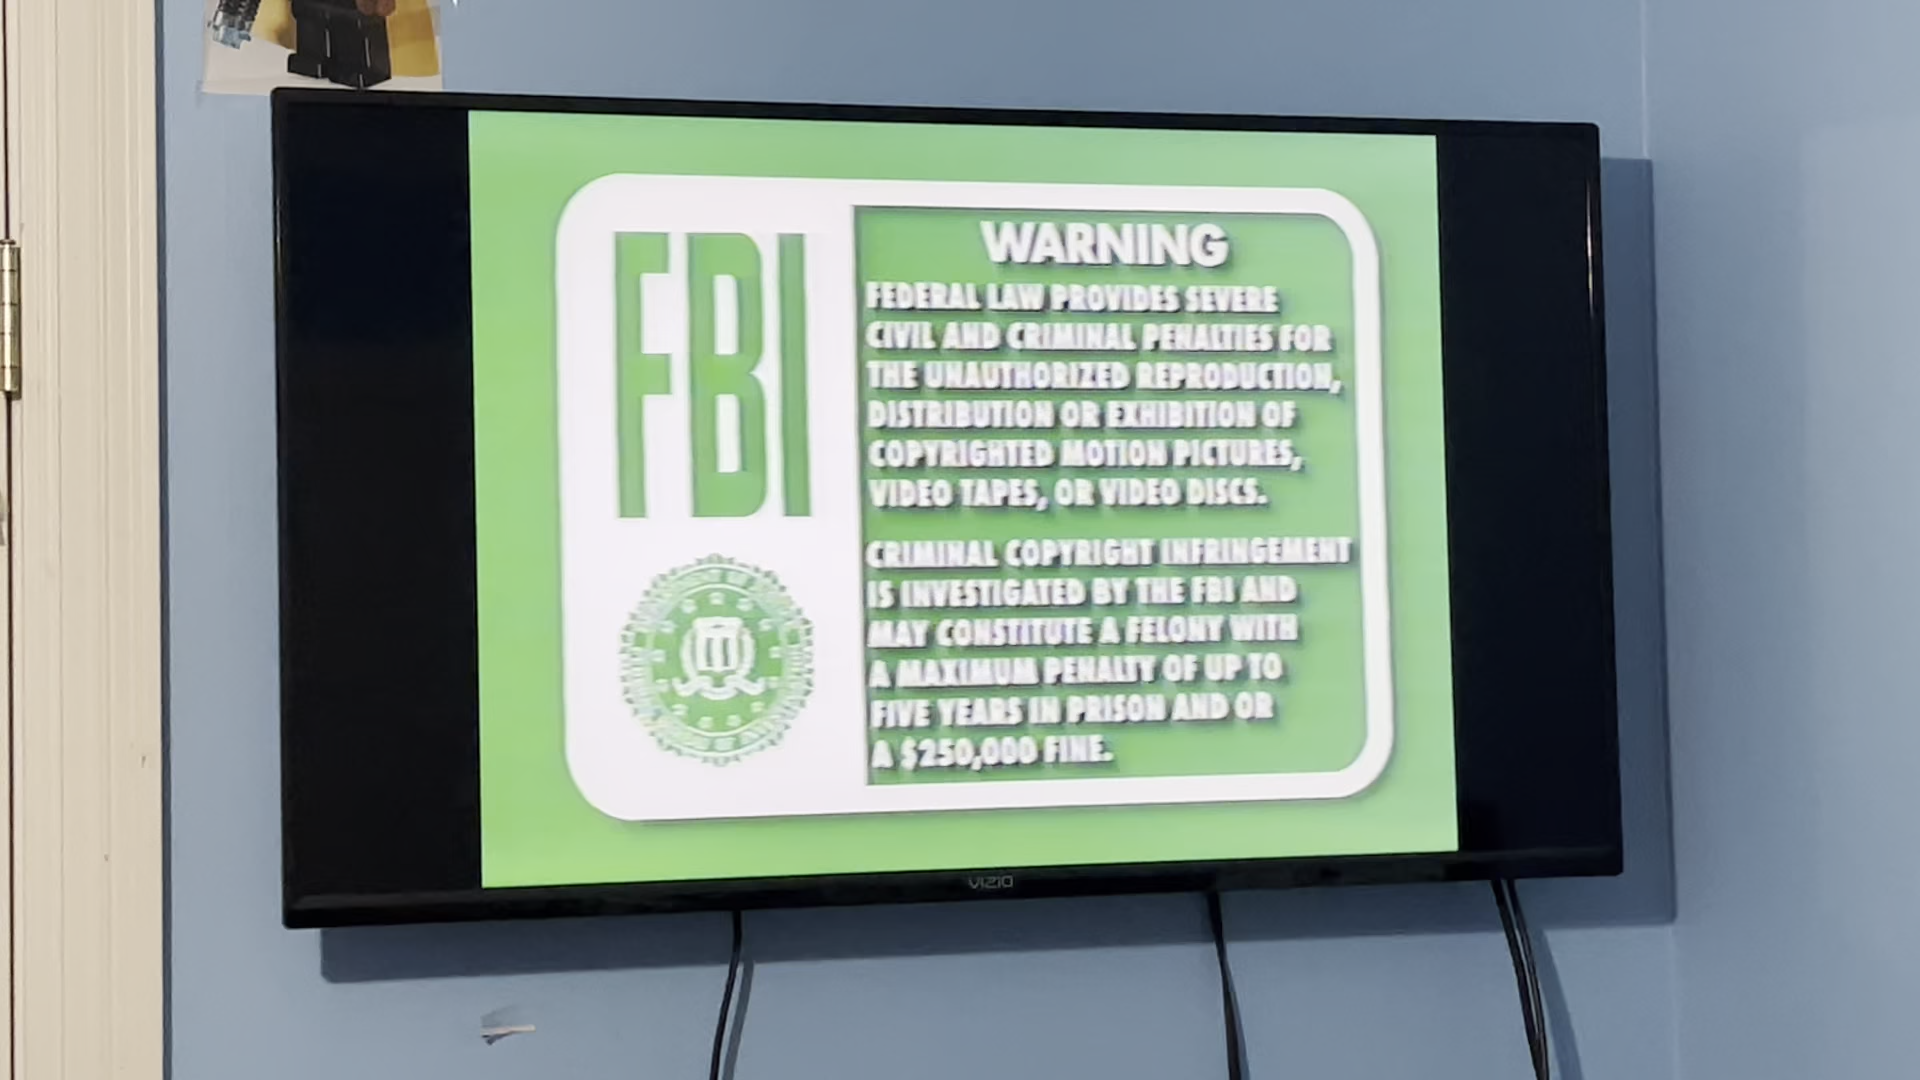 FBI
WARNING
FEDERAL LAW PROVIDES SEVERE
CIVIL AND CRIMINAL PENALTIES FOR
THE UNAUTHORIZED REPRODUCTION,
DISTRIBUTION OR EXHIBITION OF
COPYRIGHTED MOTION PICTURES,
VIDEO TAPES, OR VIDEO DISCS.
CRIMINAL COPYRIGHT INFRINGEMENT
IS INVESTIGATED BY THE FBI AND
MAY CONSTITUTE A FELONY WITH
A MAXIMUM PENALTY OF UP TO
FIVE YEARS IN PRISON AND OR
A $250,000 FINE.
VIZIO